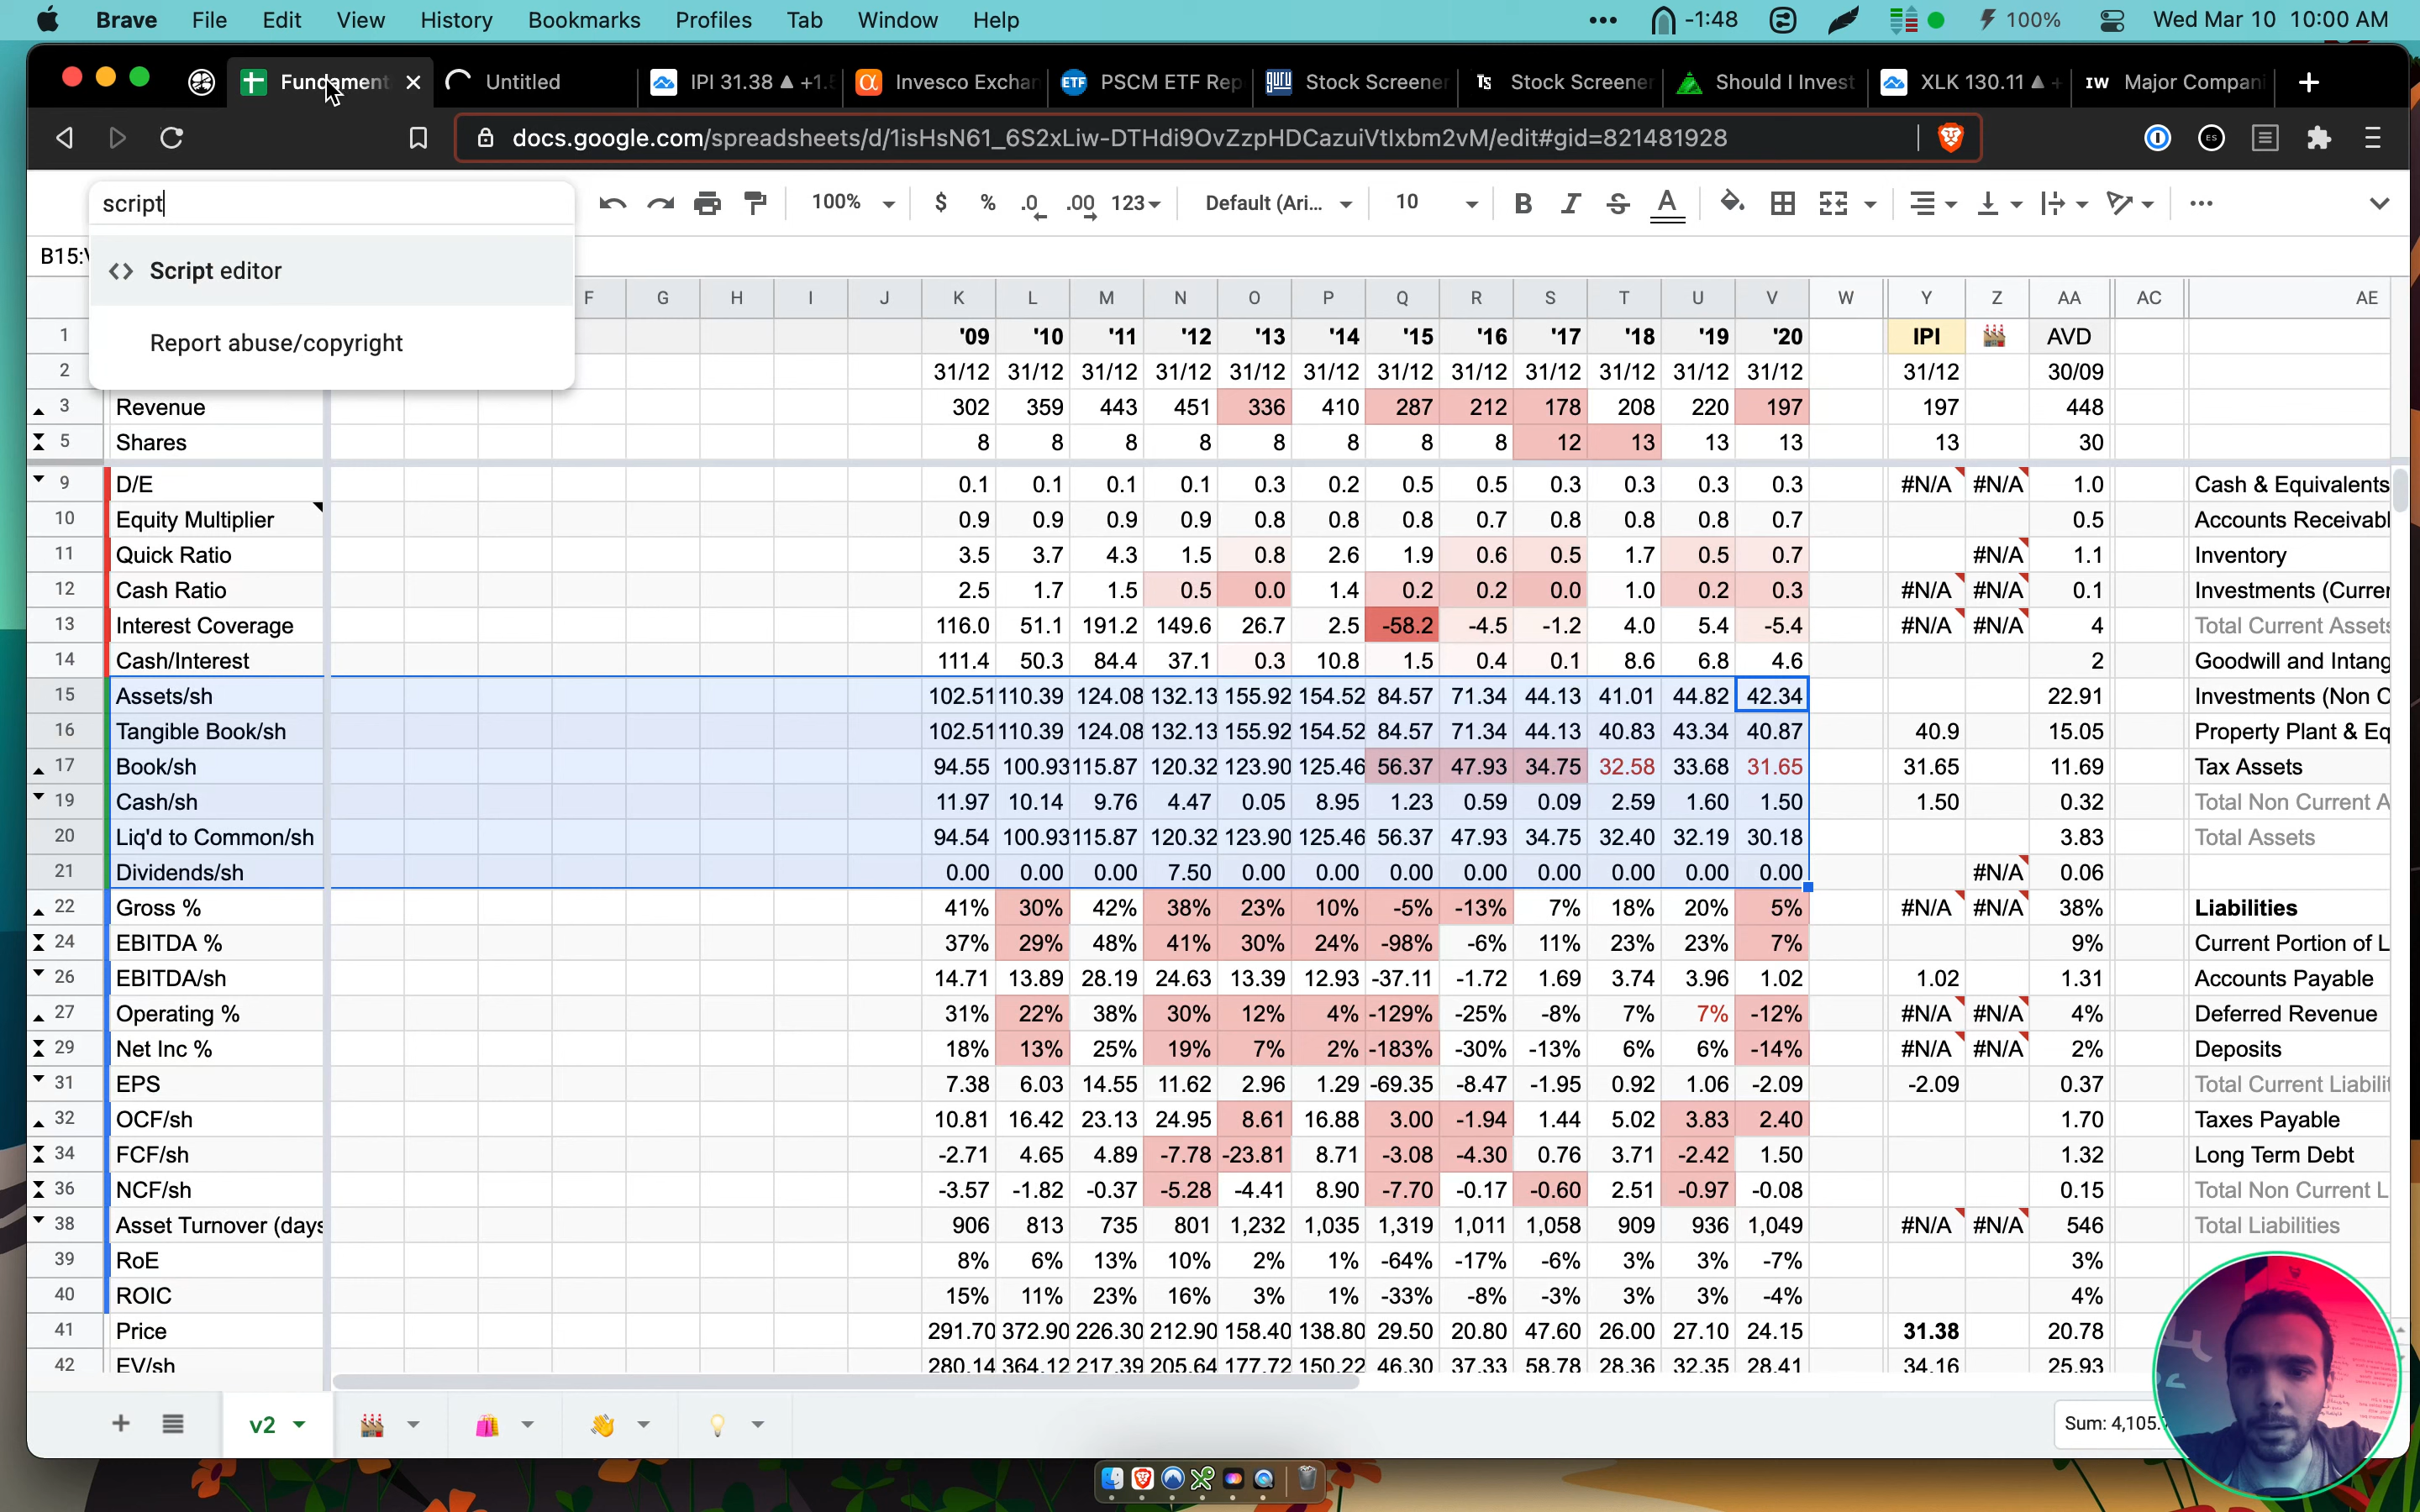 Brave File Edit View History Bookmarks Profiles Tab Window Help ••• -1:48 100% Wed Mar 10 10:00 AM
Fundament Untitled IPI 31.38 ▲ +1.5 Invesco Exchan ETF PSCM ETF Rep guru Stock Screener TS Stock Screener Should I Invest XLK 130.11 ▲ + IW Major Compani
docs.google.com/spreadsheets/d/1isHsN61_6S2xLiw-DTHdi9OvZzpHDCazuiVtIxbm2vM/edit#gid=821481928 ES
script 100% $ % .0 .00 123 Default (Ari... 10 B I S A
B15:V
<> Script editor
Report abuse/copyright
F G H I J K L M N O P Q R S T U V W Y Z AA AC AE
1 '09 '10 '11 '12 '13 '14 '15 '16 '17 '18 '19 '20 IPI AVD
2 31/12 31/12 31/12 31/12 31/12 31/12 31/12 31/12 31/12 31/12 31/12 31/12 31/12 30/09
3 Revenue 302 359 443 451 336 410 287 212 178 208 220 197 197 448
5 Shares 8 8 8 8 8 8 8 8 12 13 13 13 13 30
9 D/E 0.1 0.1 0.1 0.1 0.3 0.2 0.5 0.5 0.3 0.3 0.3 0.3 #N/A #N/A 1.0 Cash & Equivalents
10 Equity Multiplier 0.9 0.9 0.9 0.9 0.8 0.8 0.8 0.7 0.8 0.8 0.8 0.7 0.5 Accounts Receivabl
11 Quick Ratio 3.5 3.7 4.3 1.5 0.8 2.6 1.9 0.6 0.5 1.7 0.5 0.7 #N/A 1.1 Inventory
12 Cash Ratio 2.5 1.7 1.5 0.5 0.0 1.4 0.2 0.2 0.0 1.0 0.2 0.3 #N/A #N/A 0.1 Investments (Curre
13 Interest Coverage 116.0 51.1 191.2 149.6 26.7 2.5 -58.2 -4.5 -1.2 4.0 5.4 -5.4 #N/A #N/A 4 Total Current Assets
14 Cash/Interest 111.4 50.3 84.4 37.1 0.3 10.8 1.5 0.4 0.1 8.6 6.8 4.6 2 Goodwill and Intang
15 Assets/sh 102.51 110.39 124.08 132.13 155.92 154.52 84.57 71.34 44.13 41.01 44.82 42.34 22.91 Investments (Non C
16 Tangible Book/sh 102.51 110.39 124.08 132.13 155.92 154.52 84.57 71.34 44.13 40.83 43.34 40.87 40.9 15.05 Property Plant & Eq
17 Book/sh 94.55 100.93 115.87 120.32 123.90 125.46 56.37 47.93 34.75 32.58 33.68 31.65 31.65 11.69 Tax Assets
19 Cash/sh 11.97 10.14 9.76 4.47 0.05 8.95 1.23 0.59 0.09 2.59 1.60 1.50 1.50 0.32 Total Non Current A
20 Liq'd to Common/sh 94.54 100.93 115.87 120.32 123.90 125.46 56.37 47.93 34.75 32.40 32.19 30.18 3.83 Total Assets
21 Dividends/sh 0.00 0.00 0.00 7.50 0.00 0.00 0.00 0.00 0.00 0.00 0.00 0.00 #N/A 0.06
22 Gross % 41% 30% 42% 38% 23% 10% -5% -13% 7% 18% 20% 5% #N/A #N/A 38% Liabilities
24 EBITDA % 37% 29% 48% 41% 30% 24% -98% -6% 11% 23% 23% 7% 9% Current Portion of L
26 EBITDA/sh 14.71 13.89 28.19 24.63 13.39 12.93 -37.11 -1.72 1.69 3.74 3.96 1.02 1.02 1.31 Accounts Payable
27 Operating % 31% 22% 38% 30% 12% 4% -129% -25% -8% 7% 7% -12% #N/A #N/A 4% Deferred Revenue
29 Net Inc % 18% 13% 25% 19% 7% 2% -183% -30% -13% 6% 6% -14% #N/A #N/A 2% Deposits
31 EPS 7.38 6.03 14.55 11.62 2.96 1.29 -69.35 -8.47 -1.95 0.92 1.06 -2.09 -2.09 0.37 Total Current Liabilit
32 OCF/sh 10.81 16.42 23.13 24.95 8.61 16.88 3.00 -1.94 1.44 5.02 3.83 2.40 1.70 Taxes Payable
34 FCF/sh -2.71 4.65 4.89 -7.78 -23.81 8.71 -3.08 -4.30 0.76 3.71 -2.42 1.50 1.32 Long Term Debt
36 NCF/sh -3.57 -1.82 -0.37 -5.28 -4.41 8.90 -7.70 -0.17 -0.60 2.51 -0.97 -0.08 0.15 Total Non Current L
38 Asset Turnover (days 906 813 735 801 1,232 1,035 1,319 1,011 1,058 909 936 1,049 #N/A #N/A 546 Total Liabilities
39 RoE 8% 6% 13% 10% 2% 1% -64% -17% -6% 3% 3% -7% 3%
40 ROIC 15% 11% 23% 16% 3% 1% -33% -8% -3% 3% 3% -4% 4%
41 Price 291.70 372.90 226.30 212.90 158.40 138.80 29.50 20.80 47.60 26.00 27.10 24.15 31.38 20.78
42 EV/sh 280.14 364.12 217.39 205.64 177.72 150.22 46.30 37.33 58.78 28.36 32.35 28.41 34.16 25.93
v2 Sum: 4,105.